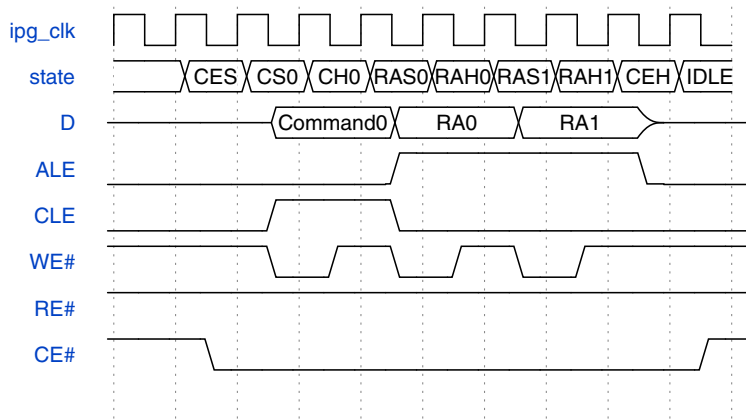 ipg_clk
state CES CS0 CH0 RAS0 RAH0 RAS1 RAH1 CEH IDLE
D Command0 RA0 RA1
ALE
CLE
WE#
RE#
CE#